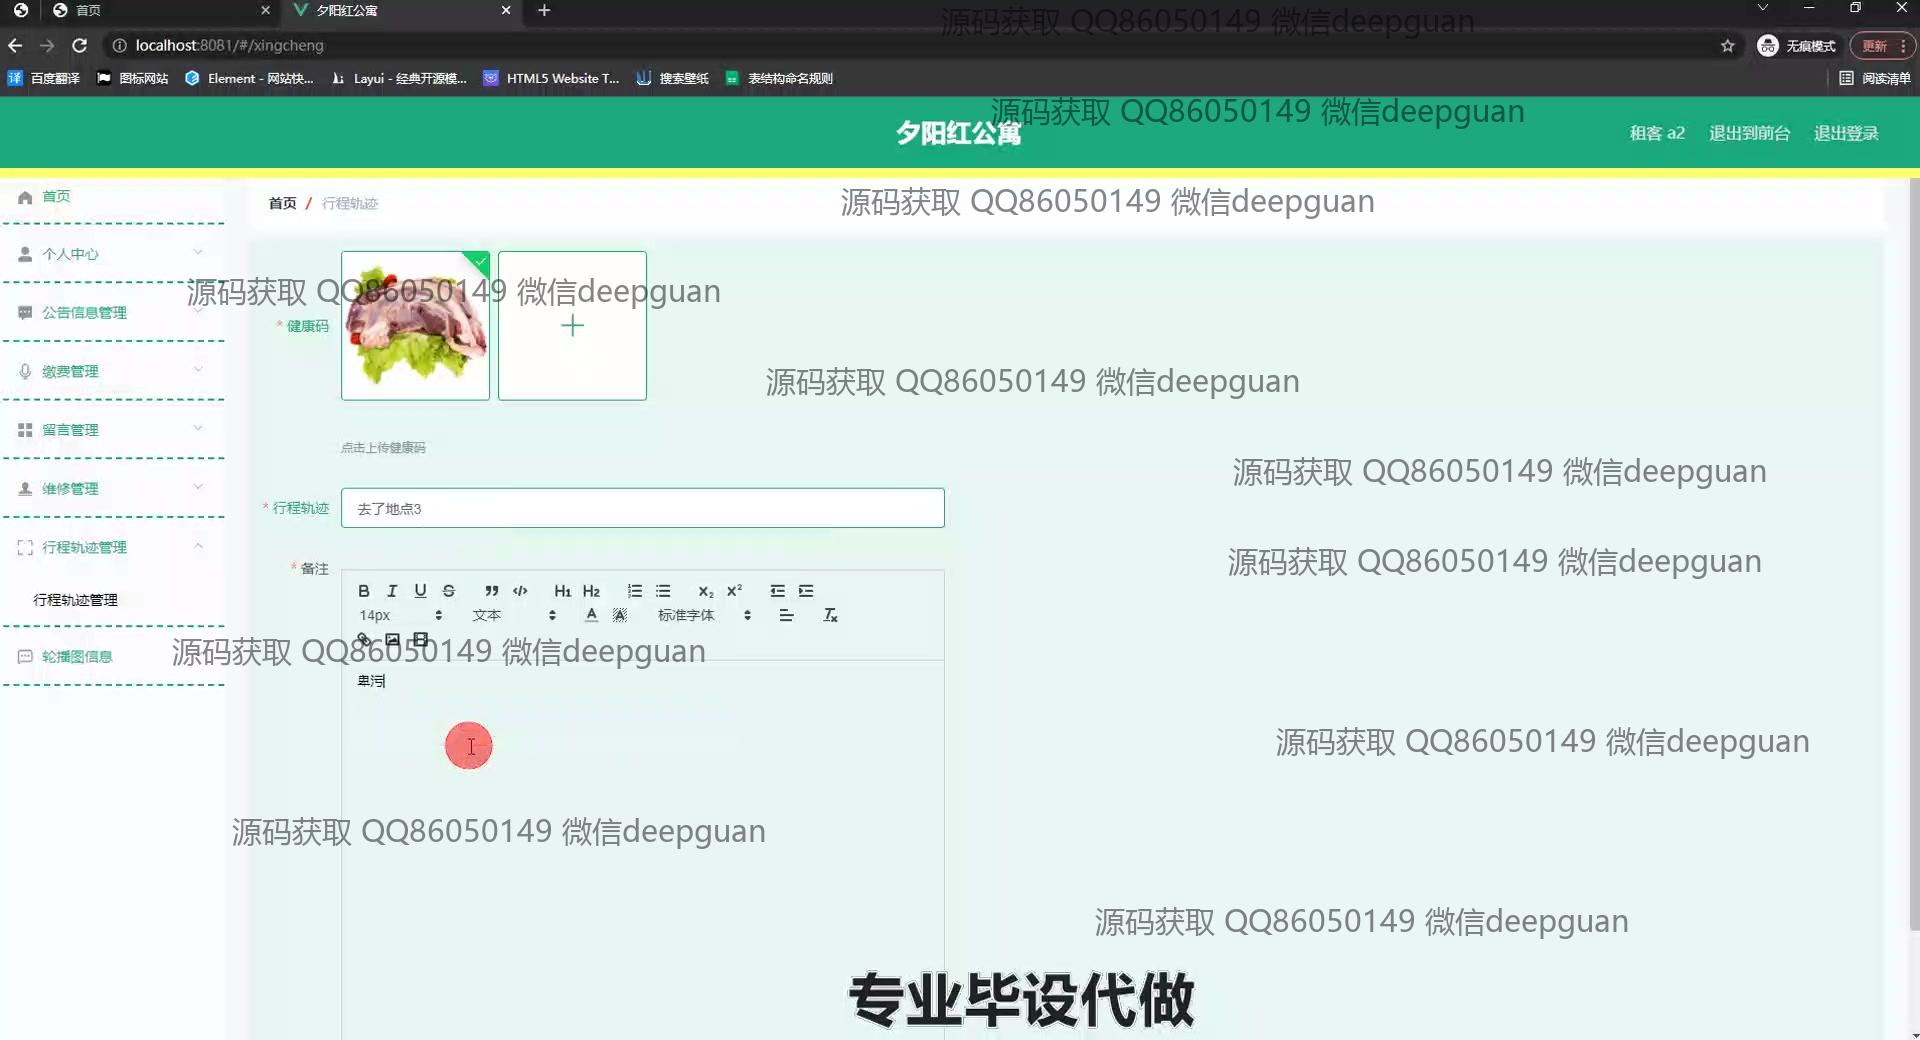 首页
夕阳红公寓
源码获取 QQ86050149 微信deepguan
localhost:8081/#/xingcheng
无痕模式
更新
百度翻译
图标网站
Element - 网站快...
Layui - 经典开源模...
HTML5 Website T...
搜索壁纸
表结构命名规则
阅读清单
源码获取 QQ86050149 微信deepguan
夕阳红公寓
租客 a2
退出到前台
退出登录
首页
首页 / 行程轨迹
源码获取 QQ86050149 微信deepguan
个人中心
源码获取 QQ86050149 微信deepguan
公告信息管理
* 健康码
缴费管理
源码获取 QQ86050149 微信deepguan
留言管理
点击上传健康码
源码获取 QQ86050149 微信deepguan
维修管理
* 行程轨迹
去了地点3
行程轨迹管理
源码获取 QQ86050149 微信deepguan
* 备注
B I U S ” </> H1 H2 x₂ x²
行程轨迹管理
14px
文本
标准字体
轮播图信息
源码获取 QQ86050149 微信deepguan
卑污
源码获取 QQ86050149 微信deepguan
源码获取 QQ86050149 微信deepguan
源码获取 QQ86050149 微信deepguan
专业毕设代做